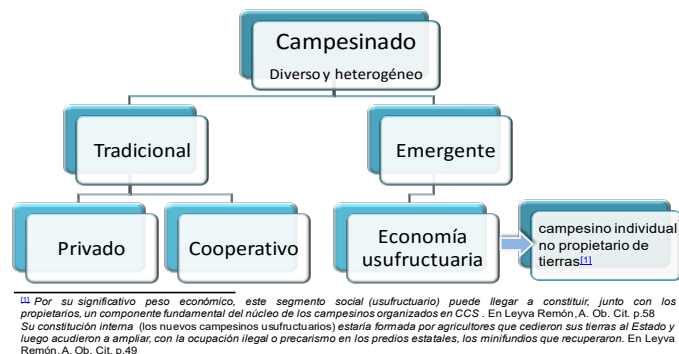 Campesinado
Diverso y heterogéneo
Tradicional
Emergente
Privado
Cooperativo
Economía
usufructuaria
campesino individual
no propietario de
tierras[1]
[1] Por su significativo peso económico, este segmento social (usufructuario) puede llegar a constituir, junto con los
propietarios, un componente fundamental del núcleo de los campesinos organizados en CCS . En Leyva Remón, A. Ob. Cit. p.58
Su constitución interna (los nuevos campesinos usufructuarios) estaría formada por agricultores que cedieron sus tierras al Estado y
luego acudieron a ampliar, con la ocupación ilegal o precarismo en los predios estatales, los minifundios que recuperaron. En Leyva
Remón, A. Ob. Cit. p.49